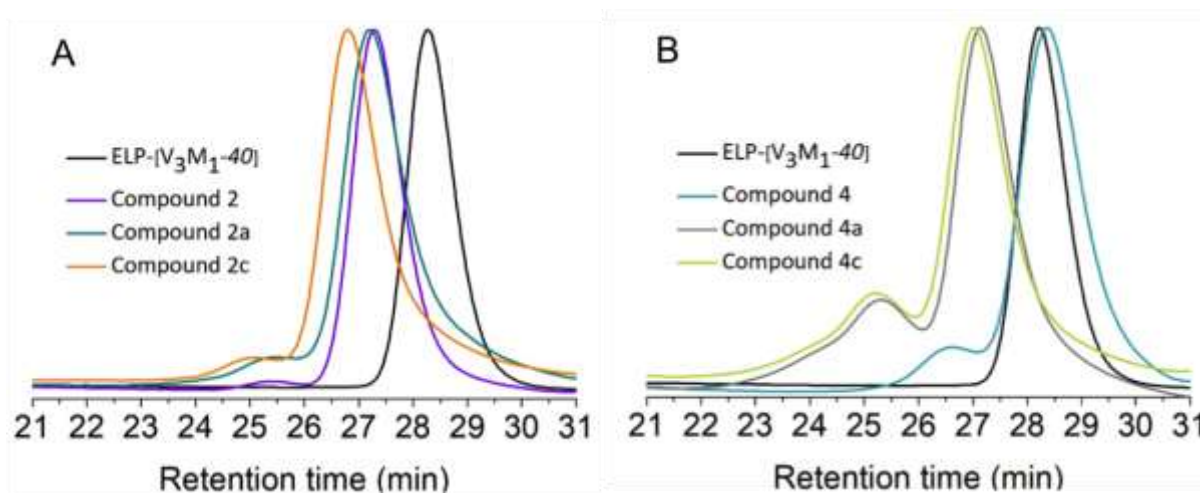 A
ELP-[V3M1-40]
Compound 2
Compound 2a
Compound 2c
21 22 23 24 25 26 27 28 29 30 31
Retention time (min)
B
ELP-[V3M1-40]
Compound 4
Compound 4a
Compound 4c
21 22 23 24 25 26 27 28 29 30 31
Retention time (min)